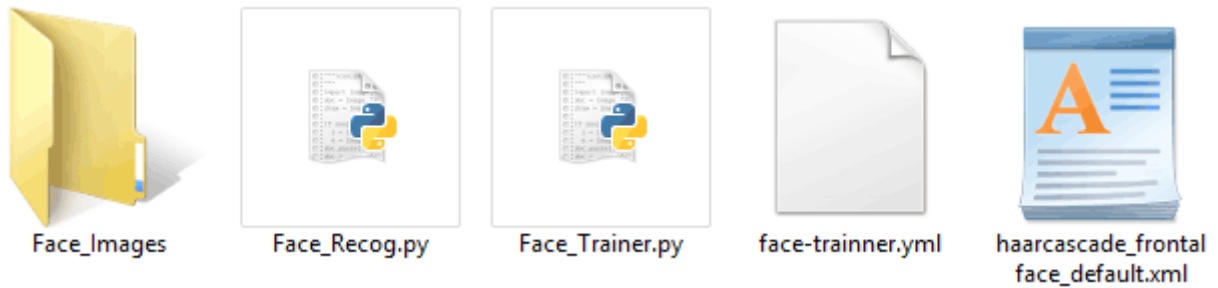 Face_Images
Face_Recog.py
Face_Trainer.py
face-trainner.yml
haarcascade_frontal
face_default.xml